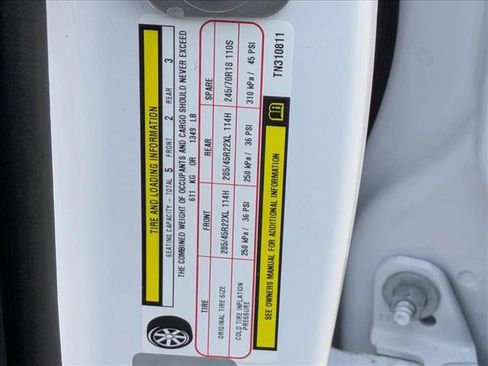 TIRE AND LOADING INFORMATION
SEATING CAPACITY - TOTAL 5 FRONT 2 REAR 3
THE COMBINED WEIGHT OF OCCUPANTS AND CARGO SHOULD NEVER EXCEED
611 KG OR 1349 LB
TIRE FRONT REAR SPARE
ORIGINAL TIRE SIZE 285/45R22XL 114H 285/45R22XL 114H 245/70R18 110S
COLD TIRE INFLATION
PRESSURE 250 kPa / 36 PSI 250 kPa / 36 PSI 310 kPa / 45 PSI
SEE OWNERS MANUAL FOR ADDITIONAL INFORMATION
TN310811